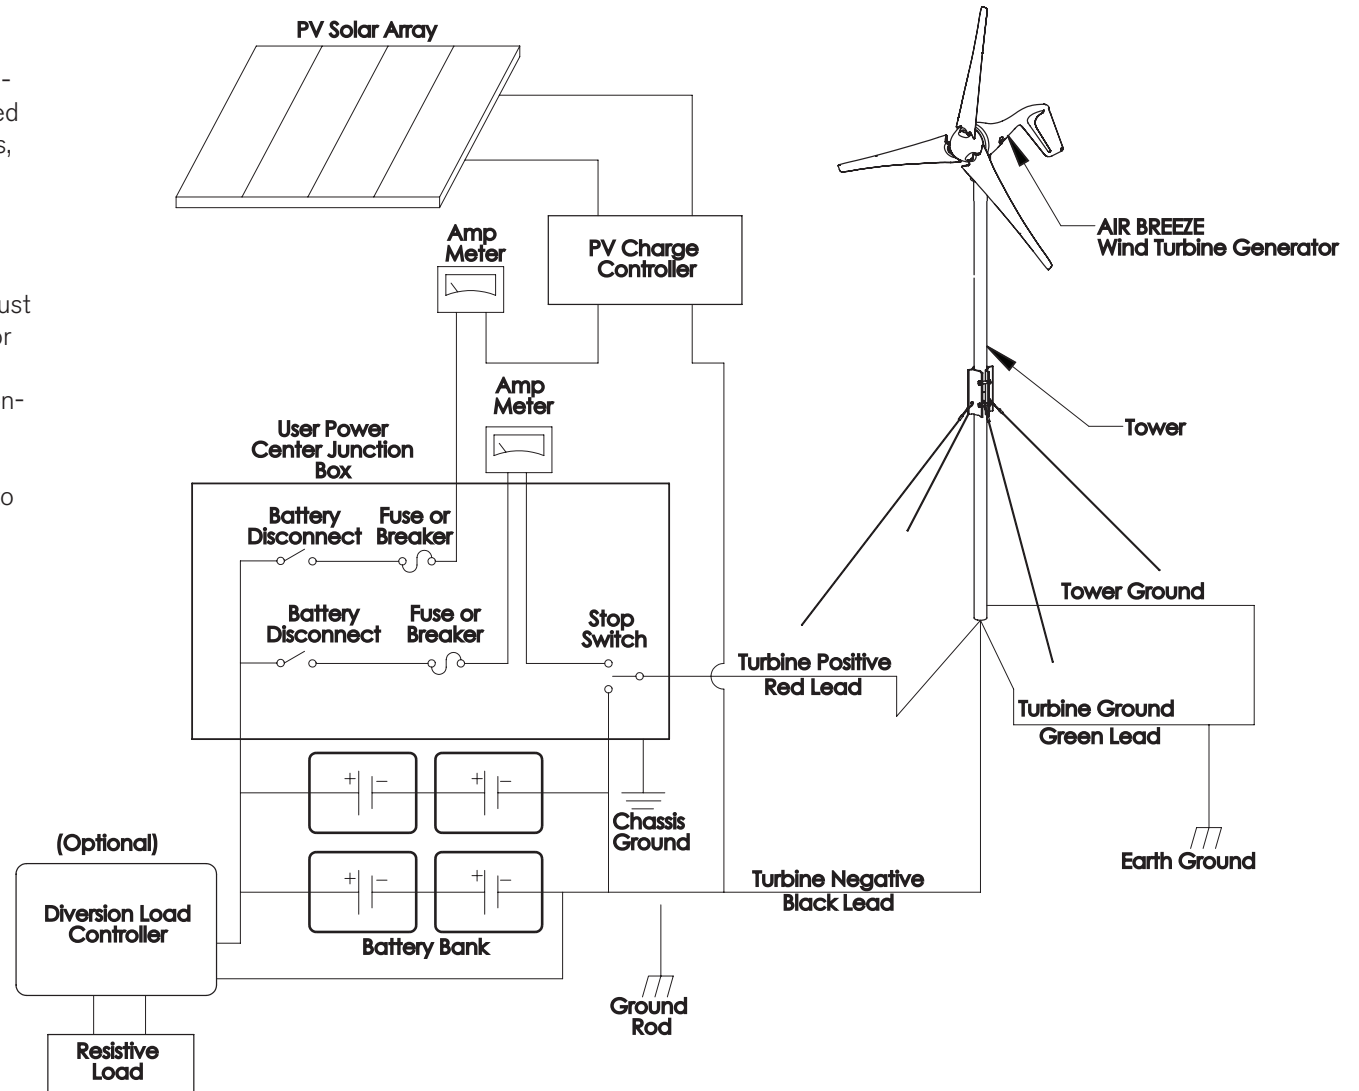 -
ed
s,
ust
or
n-
o
PV Solar Array
Amp
Meter
PV Charge
Controller
AIR BREEZE
Wind Turbine Generator
Amp
Meter
Tower
User Power
Center Junction
Box
Battery
Disconnect
Fuse or
Breaker
Battery
Disconnect
Fuse or
Breaker
Stop
Switch
Tower Ground
Turbine Positive
Red Lead
Turbine Ground
Green Lead
+ -
+ -
Chassis
Ground
Earth Ground
(Optional)
Diversion Load
Controller
+ -
+ -
Battery Bank
Turbine Negative
Black Lead
Ground
Rod
Resistive
Load